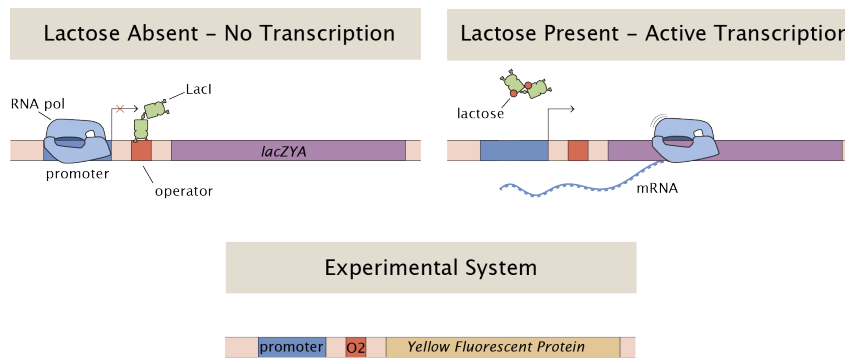 Lactose Absent – No Transcription
Lactose Present – Active Transcription
RNA pol
LacI
lacZYA
promoter
operator
lactose
mRNA
Experimental System
promoter
O2
Yellow Fluorescent Protein